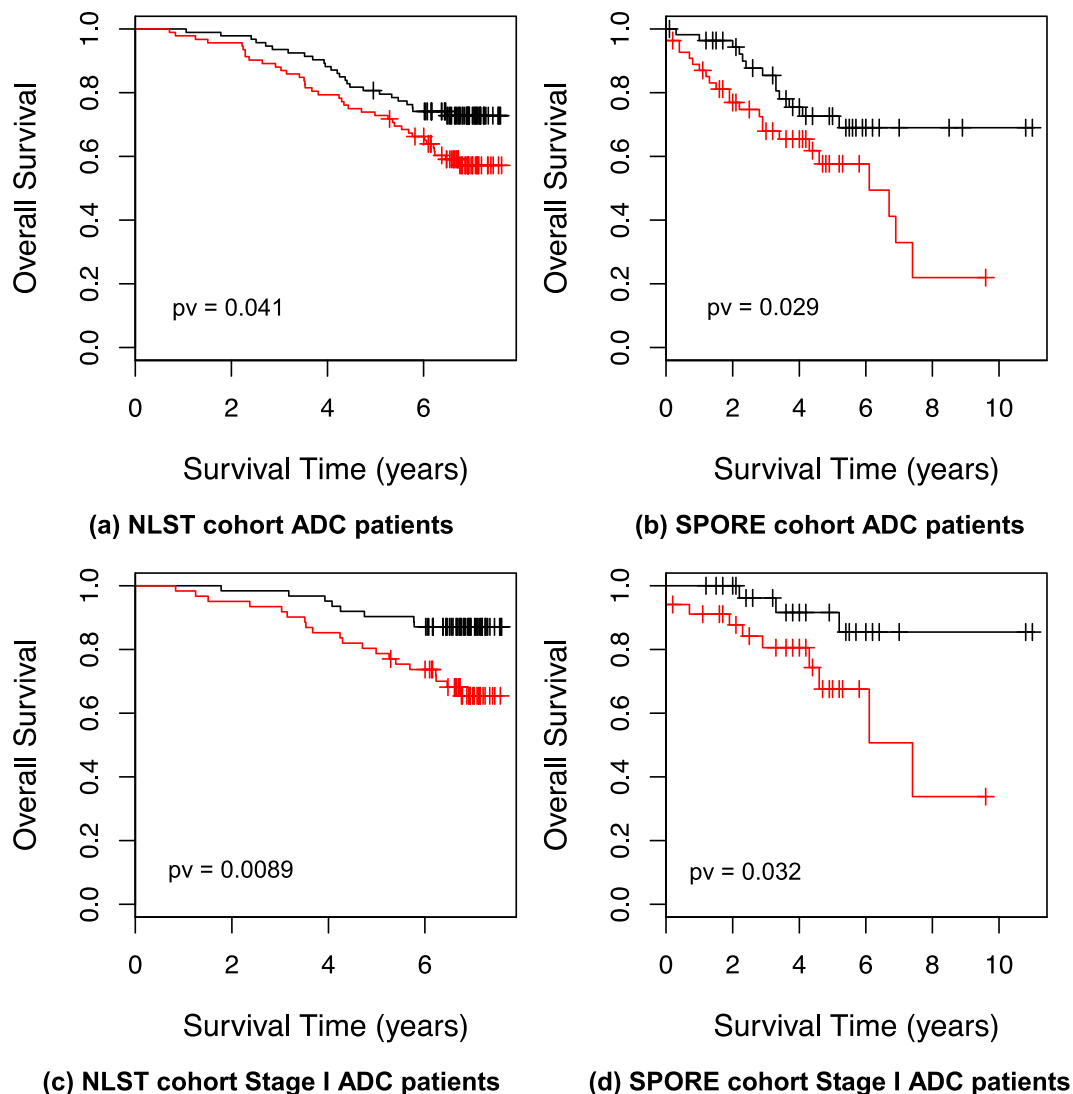 Overall Survival
0.0 0.2 0.4 0.6 0.8 1.0
pv = 0.041
0 2 4 6
Survival Time (years)
(a) NLST cohort ADC patients
Overall Survival
0.0 0.2 0.4 0.6 0.8 1.0
pv = 0.029
0 2 4 6 8 10
Survival Time (years)
(b) SPORE cohort ADC patients
Overall Survival
0.0 0.2 0.4 0.6 0.8 1.0
pv = 0.0089
0 2 4 6
Survival Time (years)
(c) NLST cohort Stage I ADC patients
Overall Survival
0.0 0.2 0.4 0.6 0.8 1.0
pv = 0.032
0 2 4 6 8 10
Survival Time (years)
(d) SPORE cohort Stage I ADC patients